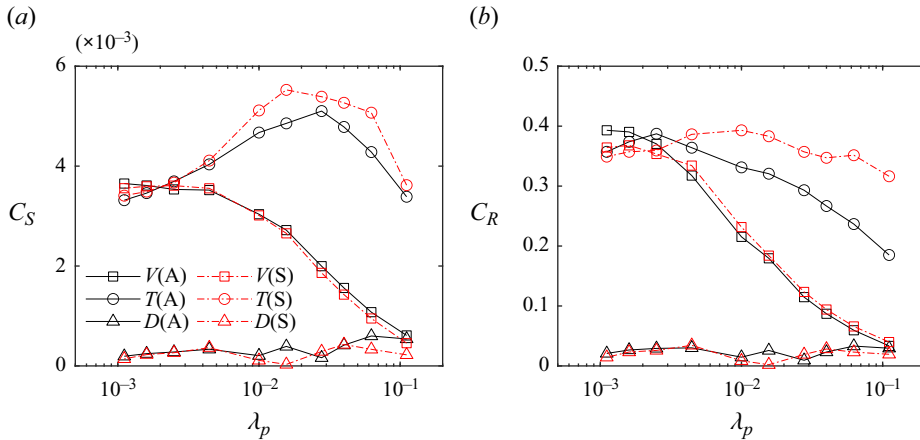 (a)
(×10⁻³)
6
4
2
0
C_S
V(A)
T(A)
D(A)
V(S)
T(S)
D(S)
10⁻³
10⁻²
10⁻¹
λ_p
(b)
0.5
0.4
0.3
0.2
0.1
0
C_R
10⁻³
10⁻²
10⁻¹
λ_p